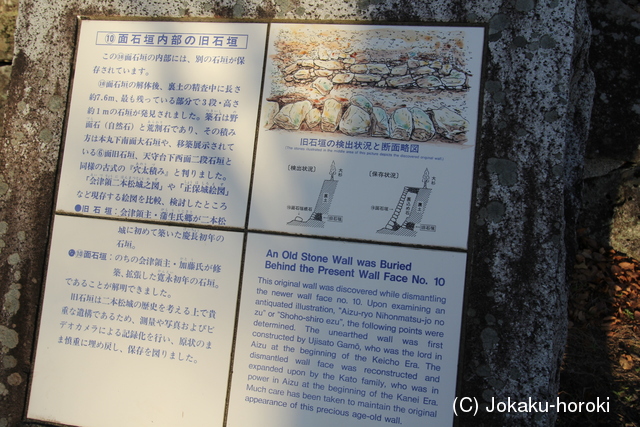 ⑩面石垣内部の旧石垣
この⑩面石垣の内部には、別の石垣が保
存されています。
⑩面石垣の解体後、裏土の精査中に長さ
約7.6m、最も残っている部分で3段・高さ
約1mの石垣が発見されました。築石は野
面石(自然石)と荒割石であり、その積み
方は本丸下南面大石垣や、移築展示されて
いる⑥面旧石垣、天守台下西面二段石垣と
同様の古式の「穴太積み」と判りました。
「会津領二本松城之図」や「正保城絵図」
など現存する絵図を比較、検討したところ
●旧石垣:会津領主・蒲生氏郷が二本松
城に初めて築いた慶長初年の
石垣。
●⑩面石垣:のちの会津領主・加藤氏が修
築、拡張した寛永初年の石垣。
であることが解明できました。
旧石垣は二本松城の歴史を考える上で貴
重な遺構であるため、測量や写真およびビ
デオカメラによる記録化を行い、原状のま
ま慎重に埋め戻し、保存を図りました。
旧石垣の検出状況と断面略図
[検出状況]
[保存状況]
大杉
大杉
旧石垣
旧石垣
An Old Stone Wall was Buried
Behind the Present Wall Face No. 10
This original wall was discovered while dismantling
the newer wall face no. 10. Upon examining an
antiquated illustration, "Aizu-ryo Nihonmatsu-jo no
zu" or "Shoho-shiro ezu", the following points were
determined. The unearthed wall was first
constructed by Ujisato Gamō, who was the lord in
Aizu at the beginning of the Keicho Era. The
dismantled wall face was reconstructed and
expanded upon by the Kato family, who was in
power in Aizu at the beginning of the Kanei Era.
Much care has been taken to maintain the original
appearance of this precious age-old wall.
(C) Jokaku-horoki